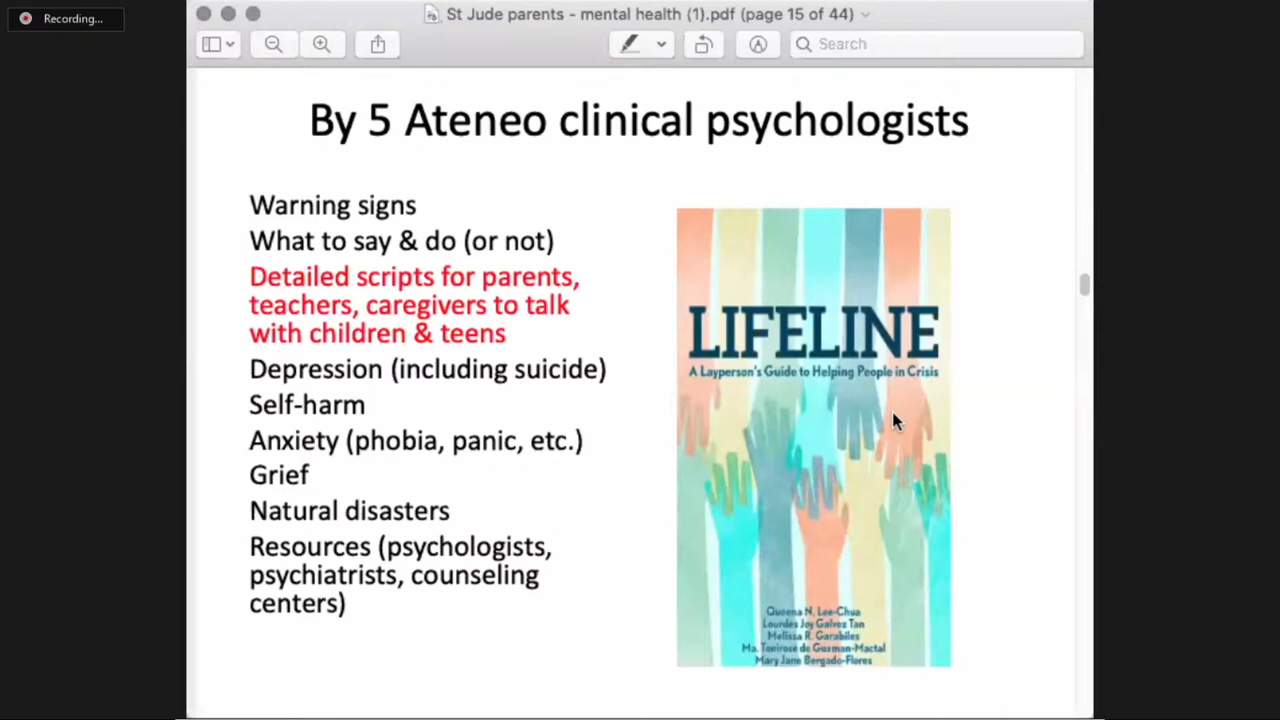 Recording...
St Jude parents - mental health (1).pdf (page 15 of 44)
Search
By 5 Ateneo clinical psychologists
Warning signs
What to say & do (or not)
Detailed scripts for parents,
teachers, caregivers to talk
with children & teens
Depression (including suicide)
Self-harm
Anxiety (phobia, panic, etc.)
Grief
Natural disasters
Resources (psychologists,
psychiatrists, counseling
centers)
LIFELINE
A Layperson's Guide to Helping People in Crisis
Queena N. Lee-Chua
Lourdes Joy Galvez Tan
Melissa R. Garabiles
Ma. Tonirose de Guzman-Mactal
Mary Jane Bergado-Flores